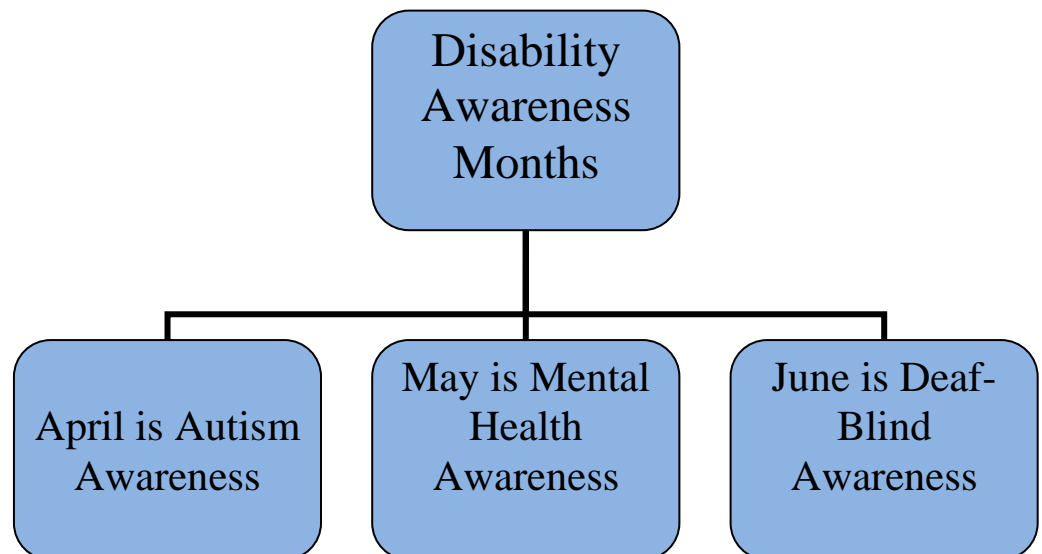 Disability
Awareness
Months
April is Autism
Awareness
May is Mental
Health
Awareness
June is Deaf-
Blind
Awareness